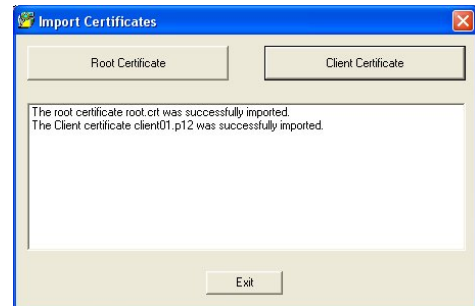 Import Certificates
Root Certificate
Client Certificate
The root certificate root.crt was successfully imported.
The Client certificate client01.p12 was successfully imported.
Exit